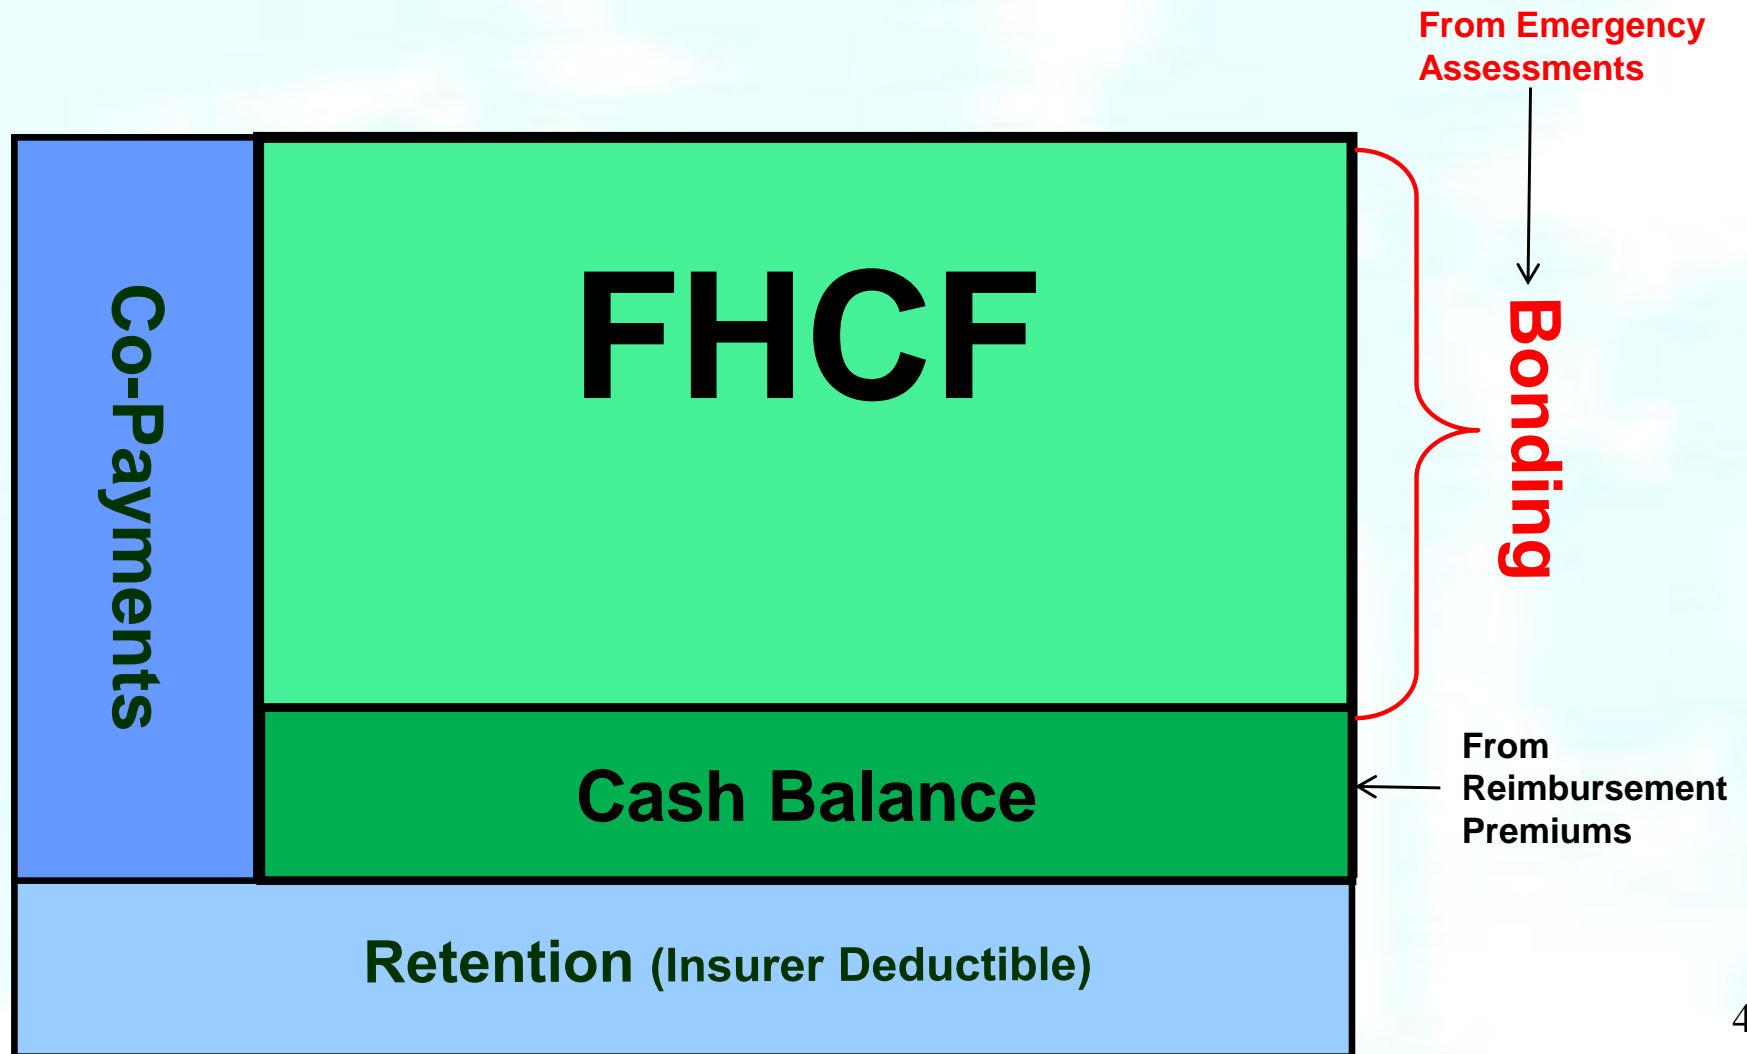 From Emergency
Assessments
FHCF
Co-Payments
Bonding
Cash Balance
From
Reimbursement
Premiums
Retention (Insurer Deductible)
4